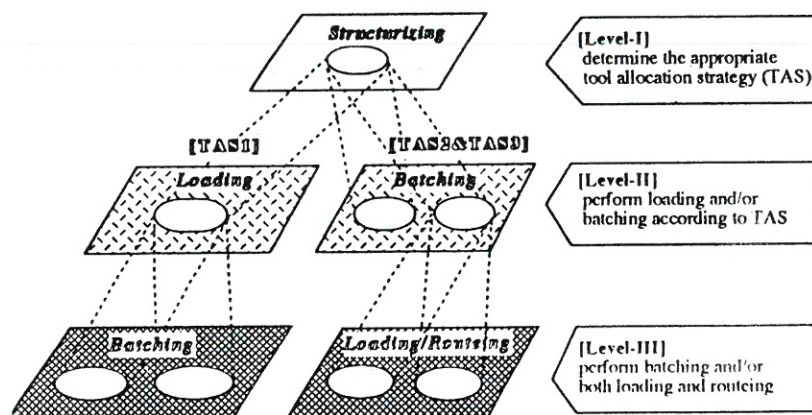 Structurizing
[Level-I]
determine the appropriate
tool allocation strategy (TAS)
[TAS1]
[TAS2&TAS3]
Loading
Batching
[Level-II]
perform loading and/or
batching according to TAS
Batching
Loading/Routing
[Level-III]
perform batching and/or
both loading and routeing